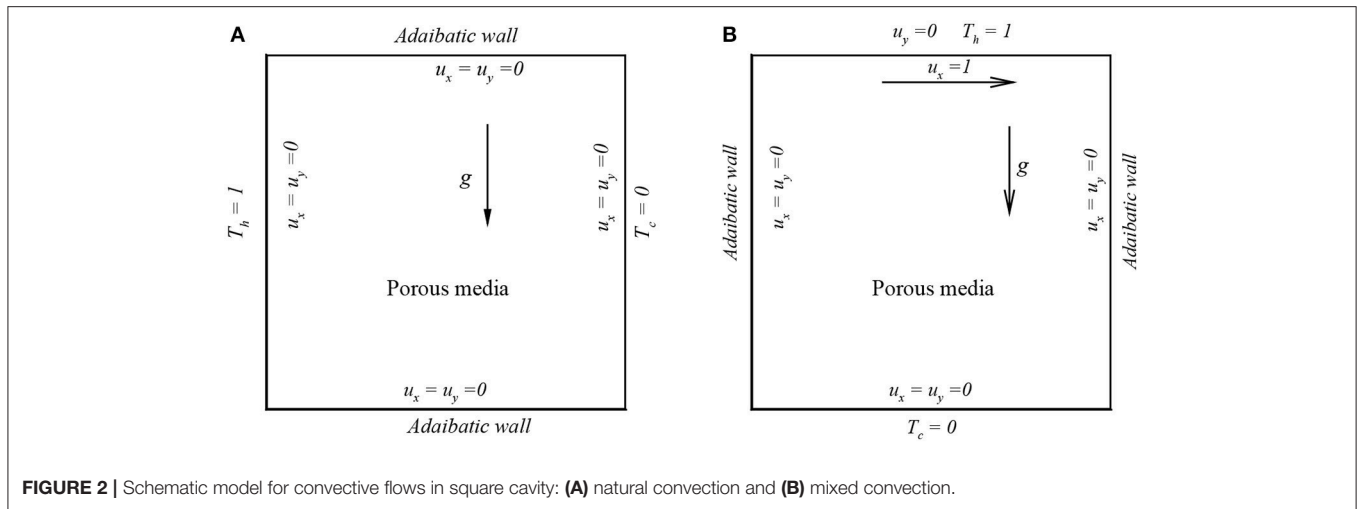 A
Adaibatic wall
u_x = u_y =0
T_h = 1
u_x = u_y =0
g
u_x = u_y =0
T_c = 0
Porous media
u_x = u_y =0
Adaibatic wall
B
u_y =0 T_h = 1
u_x =1
Adaibatic wall
u_x = u_y =0
g
u_x = u_y =0
Adaibatic wall
Porous media
u_x = u_y =0
T_c = 0
FIGURE 2 | Schematic model for convective flows in square cavity: (A) natural convection and (B) mixed convection.